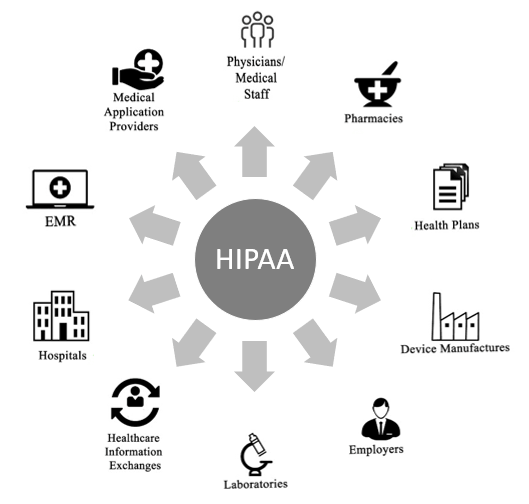 Physicians/
Medical
Staff
Medical
Application
Providers
Pharmacies
EMR
Health Plans
HIPAA
Hospitals
Device Manufactures
Healthcare
Information
Exchanges
Employers
Laboratories